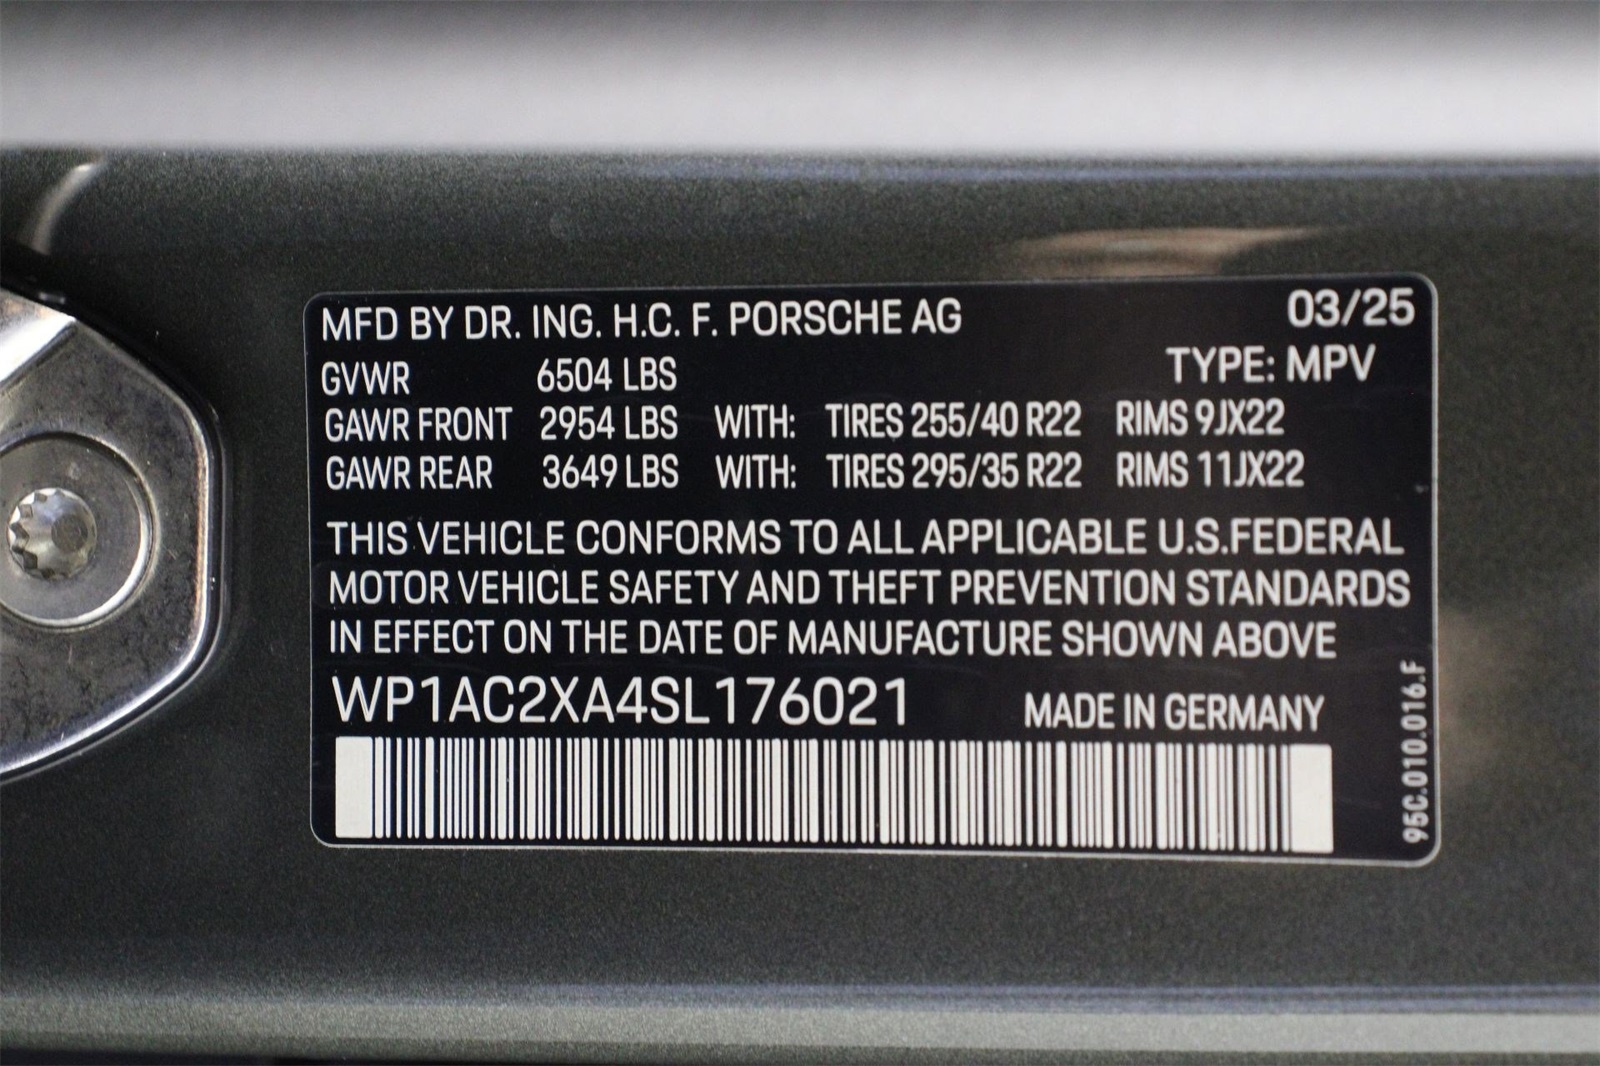 MFD BY DR. ING. H.C. F. PORSCHE AG 03/25
GVWR 6504 LBS TYPE: MPV
GAWR FRONT 2954 LBS WITH: TIRES 255/40 R22 RIMS 9JX22
GAWR REAR 3649 LBS WITH: TIRES 295/35 R22 RIMS 11JX22
THIS VEHICLE CONFORMS TO ALL APPLICABLE U.S.FEDERAL
MOTOR VEHICLE SAFETY AND THEFT PREVENTION STANDARDS
IN EFFECT ON THE DATE OF MANUFACTURE SHOWN ABOVE
WP1AC2XA4SL176021 MADE IN GERMANY
95C.010.016.F